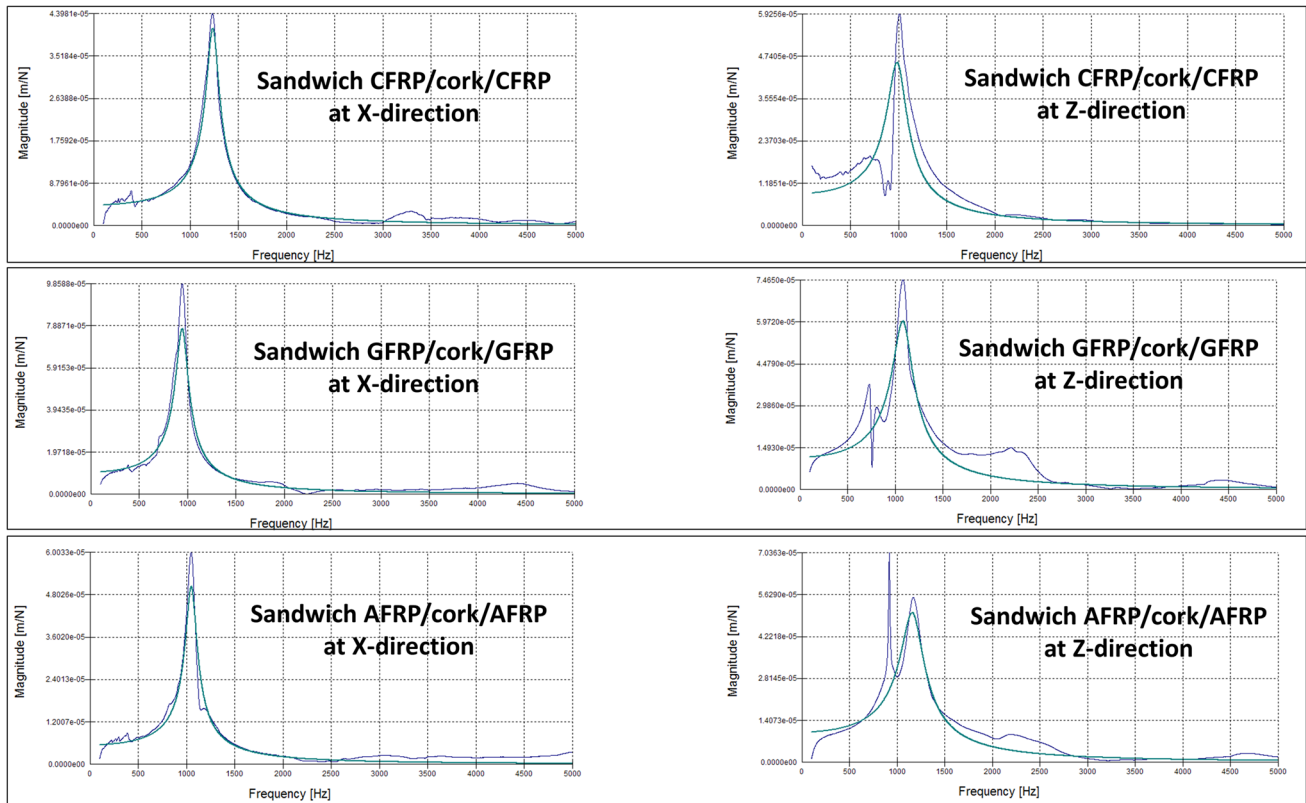 4.3981e-05
3.5184e-05
2.6388e-05
1.7592e-05
8.7961e-06
0.0000e00
Magnitude [m/N]
Sandwich CFRP/cork/CFRP
at X-direction
0 500 1000 1500 2000 2500 3000 3500 4000 4500 5000
Frequency [Hz]
5.9256e-05
4.7405e-05
3.5554e-05
2.3703e-05
1.1851e-05
0.0000e00
Magnitude [m/N]
Sandwich CFRP/cork/CFRP
at Z-direction
0 500 1000 1500 2000 2500 3000 3500 4000 4500 5000
Frequency [Hz]
9.8588e-05
7.8871e-05
5.9153e-05
3.9435e-05
1.9718e-05
0.0000e00
Magnitude [m/N]
Sandwich GFRP/cork/GFRP
at X-direction
0 500 1000 1500 2000 2500 3000 3500 4000 4500 5000
Frequency [Hz]
7.4650e-05
5.9720e-05
4.4790e-05
2.9860e-05
1.4930e-05
0.0000e00
Magnitude [m/N]
Sandwich GFRP/cork/GFRP
at Z-direction
0 500 1000 1500 2000 2500 3000 3500 4000 4500 5000
Frequency [Hz]
6.0033e-05
4.8026e-05
3.6020e-05
2.4013e-05
1.2007e-05
0.0000e00
Magnitude [m/N]
Sandwich AFRP/cork/AFRP
at X-direction
0 500 1000 1500 2000 2500 3000 3500 4000 4500 5000
Frequency [Hz]
7.0363e-05
5.6290e-05
4.2218e-05
2.8145e-05
1.4073e-05
0.0000e00
Magnitude [m/N]
Sandwich AFRP/cork/AFRP
at Z-direction
0 500 1000 1500 2000 2500 3000 3500 4000 4500 5000
Frequency [Hz]